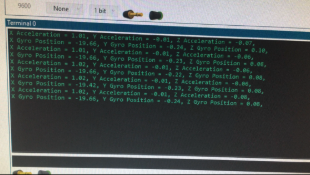 9600
None
1 bit
Terminal 0
X Acceleration = 1.01, Y Acceleration = -0.01, Z Acceleration = -0.07,
X Gyro Position = -19.66, Y Gyro Position = -0.24, Z Gyro Position = 0.10,
X Acceleration = 1.01, Y Acceleration = -0.01, Z Acceleration = -0.06,
X Gyro Position = -19.66, Y Gyro Position = -0.23, Z Gyro Position = 0.08,
X Acceleration = 1.02, Y Acceleration = -0.01, Z Acceleration = -0.06,
X Gyro Position = -19.66, Y Gyro Position = -0.22, Z Gyro Position = 0.08,
X Acceleration = 1.02, Y Acceleration = -0.01, Z Acceleration = -0.06,
X Gyro Position = -19.42, Y Gyro Position = -0.23, Z Gyro Position = 0.08,
X Acceleration = 1.02, Y Acceleration = -0.01, Z Acceleration = -0.06,
X Gyro Position = -19.66, Y Gyro Position = -0.24, Z Gyro Position = 0.08,